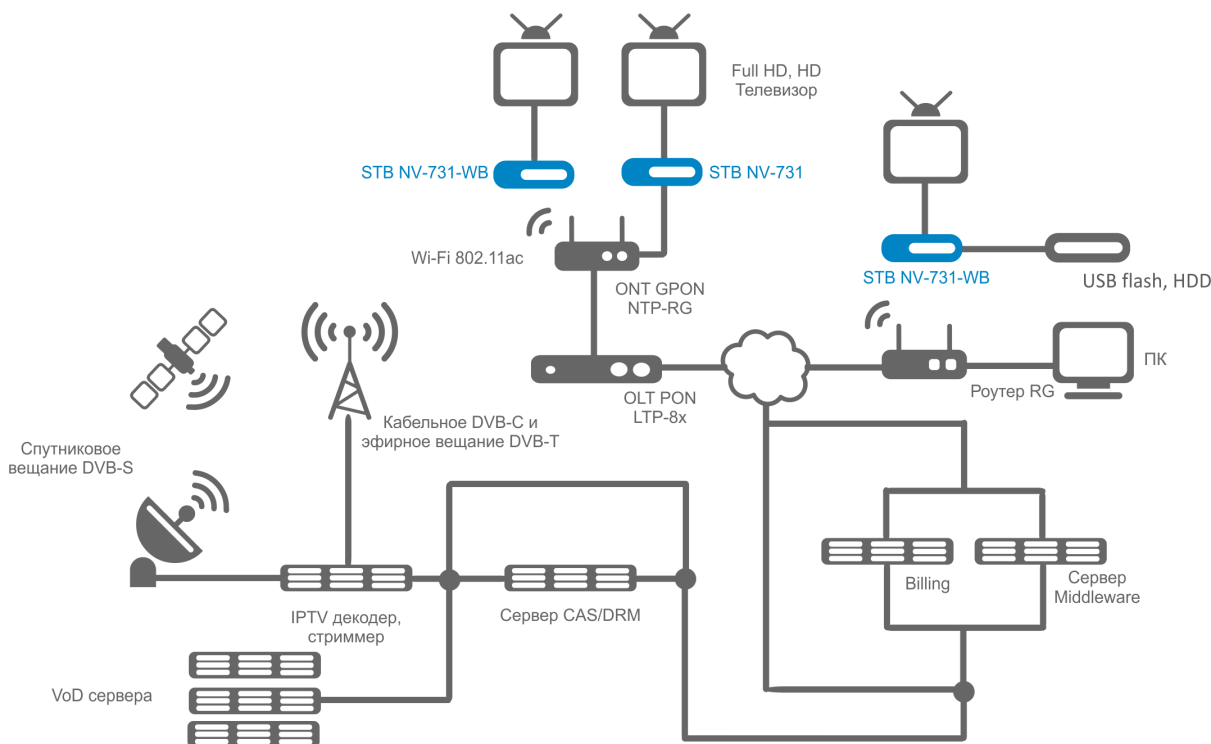 Full HD, HD
Телевизор
STB NV-731-WB
STB NV-731
Wi-Fi 802.11ac
STB NV-731-WB
USB flash, HDD
ONT GPON
NTP-RG
ПК
Роутер RG
OLT PON
LTP-8x
Кабельное DVB-C и
эфирное вещание DVB-T
Спутниковое
вещание DVB-S
Billing
Сервер
Middleware
IPTV декодер,
стриммер
Сервер CAS/DRM
VoD сервера